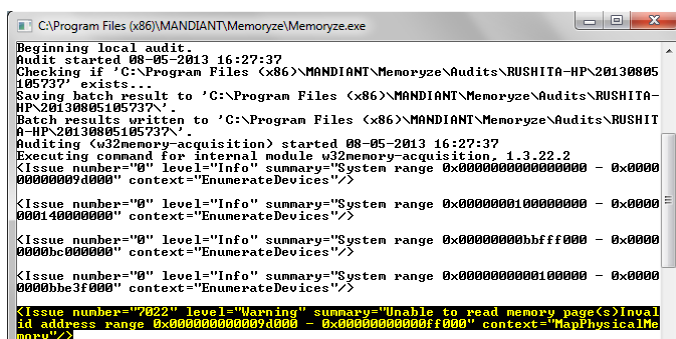 C:\Program Files (x86)\MANDIANT\Memoryze\Memoryze.exe
Beginning local audit.
Audit started 08-05-2013 16:27:37
Checking if 'C:\Program Files (x86)\MANDIANT\Memoryze\Audits\RUSHITA-HP\20130805
105737' exists...
Saving batch result to 'C:\Program Files (x86)\MANDIANT\Memoryze\Audits\RUSHITA-
HP\20130805105737\'.
Batch results written to 'C:\Program Files (x86)\MANDIANT\Memoryze\Audits\RUSHIT
A-HP\20130805105737\'.
Auditing (w32memory-acquisition) started 08-05-2013 16:27:37
Executing command for internal module w32memory-acquisition, 1.3.22.2
<Issue number="0" level="Info" summary="System range 0x0000000000000000 - 0x0000
00000009d000" context="EnumerateDevices"/>
<Issue number="0" level="Info" summary="System range 0x0000000100000000 - 0x0000
000140000000" context="EnumerateDevices"/>
<Issue number="0" level="Info" summary="System range 0x00000000bbfff000 - 0x0000
0000bc000000" context="EnumerateDevices"/>
<Issue number="0" level="Info" summary="System range 0x0000000000100000 - 0x0000
0000bbe3f000" context="EnumerateDevices"/>
<Issue number="7022" level="Warning" summary="Unable to read memory page(s)Inval
id address range 0x000000000009d000 - 0x00000000000ff000" context="MapPhysicalMe
mory"/>